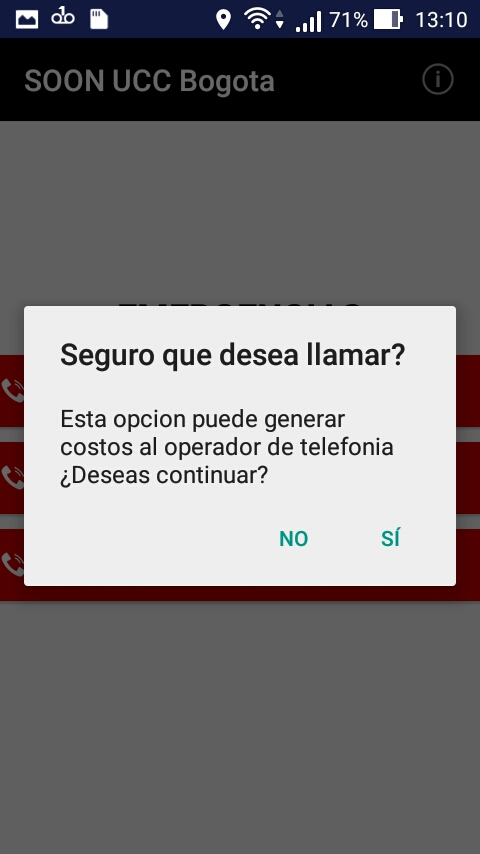 71% 13:10
SOON UCC Bogota
Seguro que desea llamar?
Esta opcion puede generar
costos al operador de telefonia
¿Deseas continuar?
NO SÍ